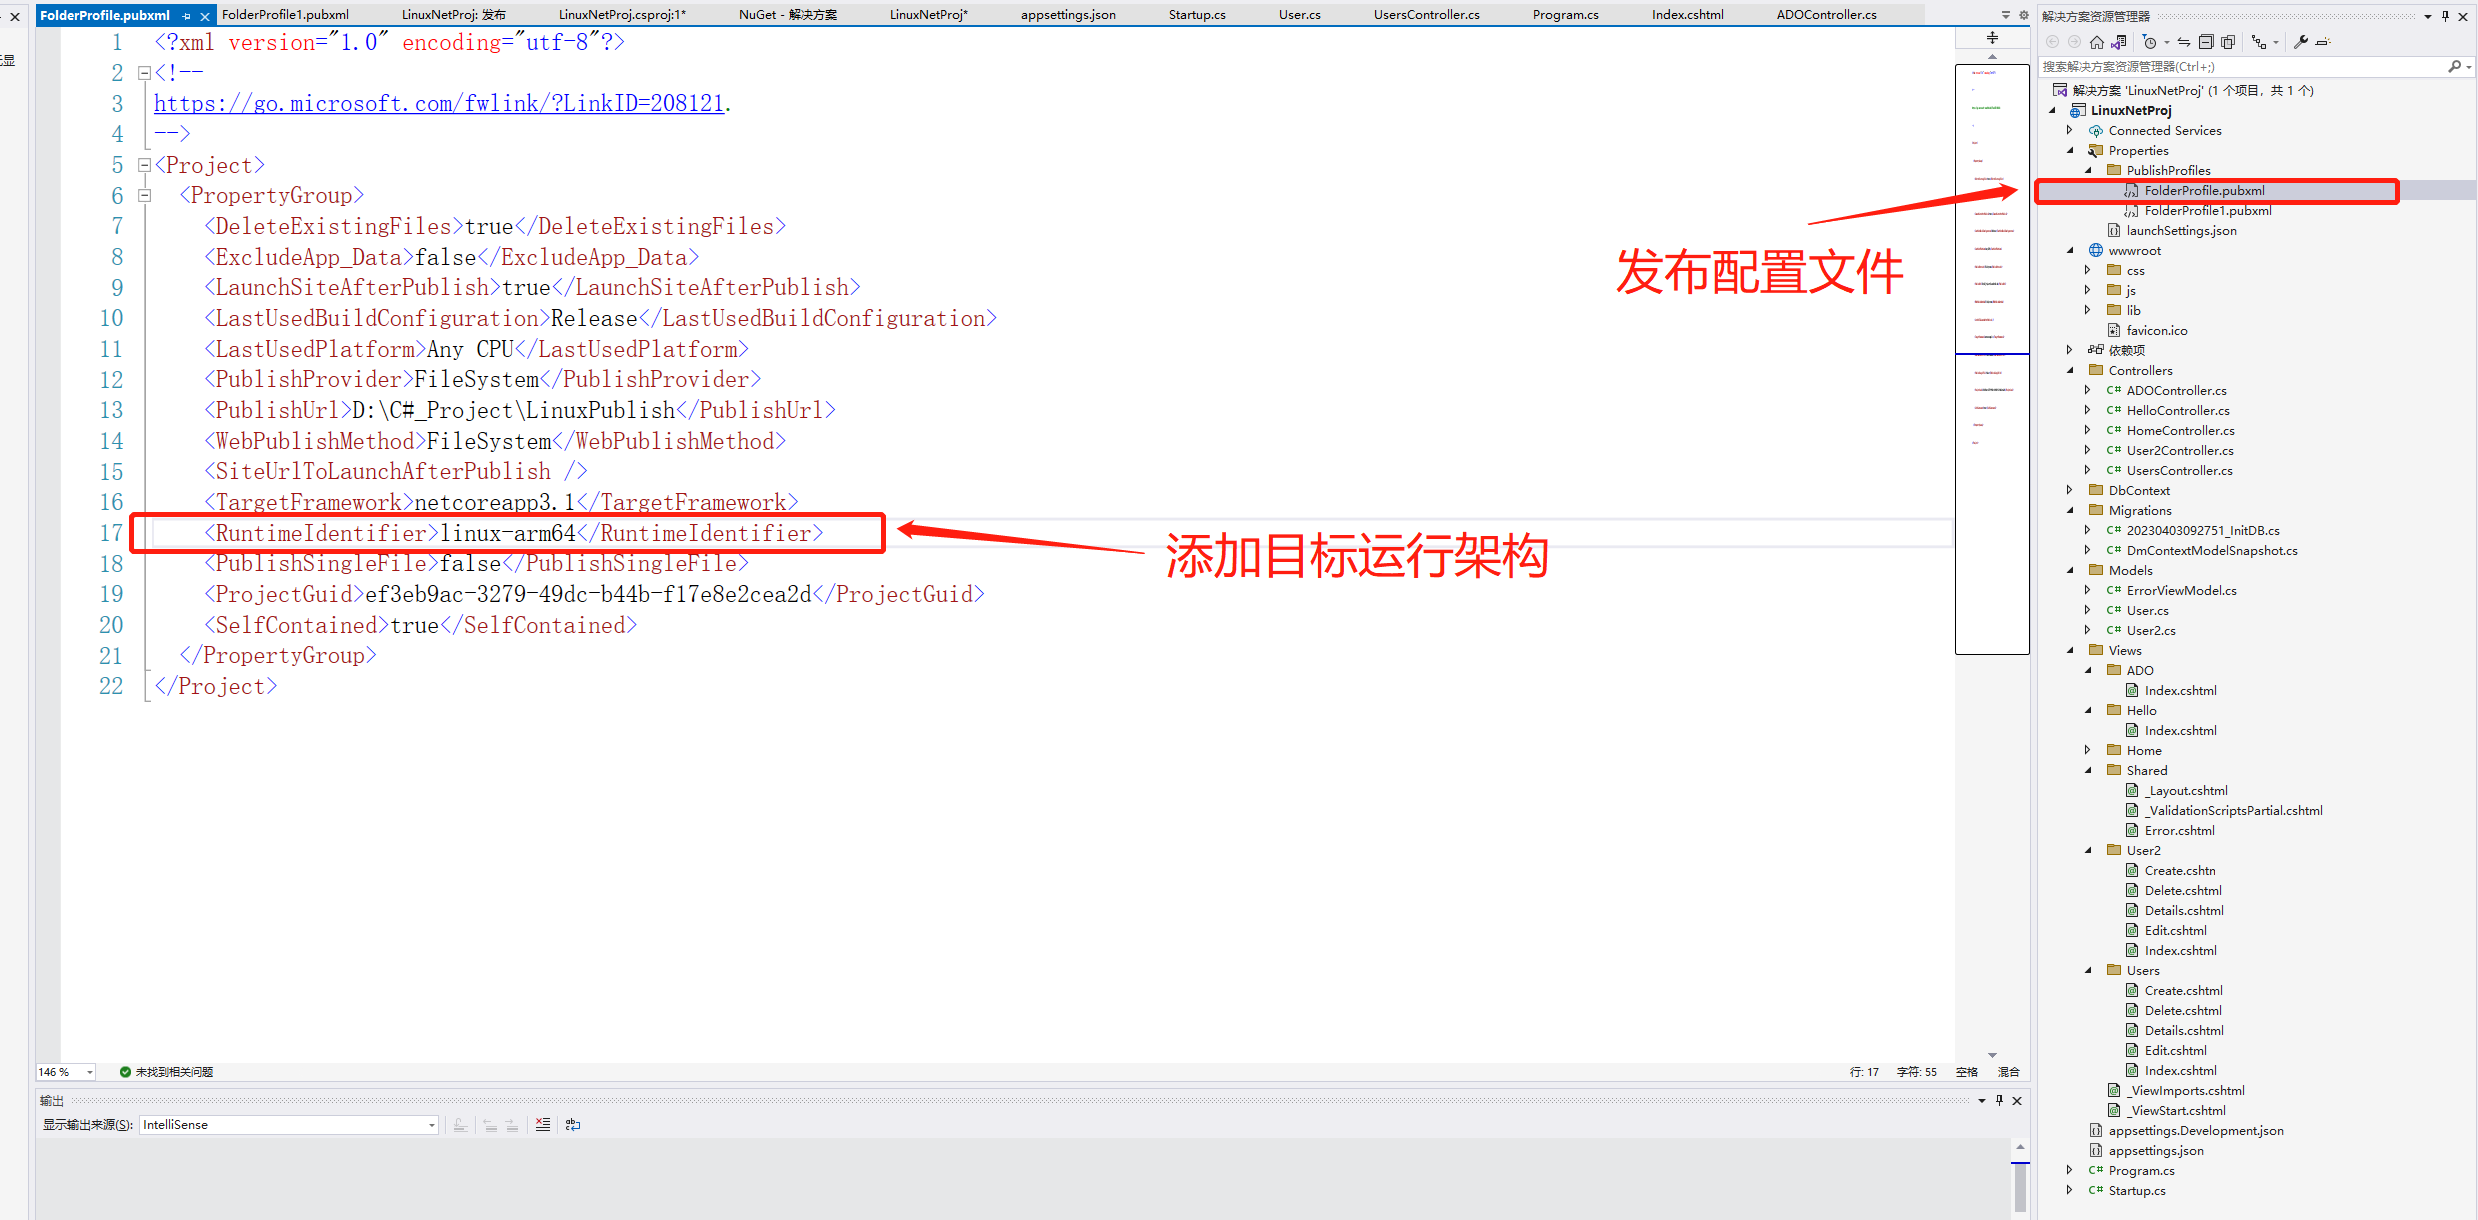 FolderProfile.pubxml
FolderProfile1.pubxml
LinuxNetProj: 发布
LinuxNetProj.csproj:1*
NuGet - 解决方案
LinuxNetProj*
appsettings.json
Startup.cs
User.cs
UsersController.cs
Program.cs
Index.cshtml
ADOController.cs
1 <?xml version="1.0" encoding="utf-8"?>
2 <!--
3 https://go.microsoft.com/fwlink/?LinkID=208121.
4 -->
5 <Project>
6 <PropertyGroup>
7 <DeleteExistingFiles>true</DeleteExistingFiles>
8 <ExcludeApp_Data>false</ExcludeApp_Data>
9 <LaunchSiteAfterPublish>true</LaunchSiteAfterPublish>
10 <LastUsedBuildConfiguration>Release</LastUsedBuildConfiguration>
11 <LastUsedPlatform>Any CPU</LastUsedPlatform>
12 <PublishProvider>FileSystem</PublishProvider>
13 <PublishUrl>D:\C#_Project\LinuxPublish</PublishUrl>
14 <WebPublishMethod>FileSystem</WebPublishMethod>
15 <SiteUrlToLaunchAfterPublish />
16 <TargetFramework>netcoreapp3.1</TargetFramework>
17 <RuntimeIdentifier>linux-arm64</RuntimeIdentifier>
18 <PublishSingleFile>false</PublishSingleFile>
19 <ProjectGuid>ef3eb9ac-3279-49dc-b44b-f17e8e2cea2d</ProjectGuid>
20 <SelfContained>true</SelfContained>
21 </PropertyGroup>
22 </Project>
发布配置文件
添加目标运行架构
146 %
未找到相关问题
行: 17
字符: 55
空格
混合
输出
显示输出来源(S):
IntelliSense
解决方案资源管理器
搜索解决方案资源管理器(Ctrl+;)
解决方案 'LinuxNetProj' (1 个项目, 共 1 个)
LinuxNetProj
Connected Services
Properties
PublishProfiles
FolderProfile.pubxml
FolderProfile1.pubxml
launchSettings.json
wwwroot
css
js
lib
favicon.ico
依赖项
Controllers
C# ADOController.cs
C# HelloController.cs
C# HomeController.cs
C# User2Controller.cs
C# UsersController.cs
DbContext
Migrations
C# 20230403092751_InitDB.cs
C# DmContextModelSnapshot.cs
Models
C# ErrorViewModel.cs
C# User.cs
C# User2.cs
Views
ADO
Index.cshtml
Hello
Index.cshtml
Home
Shared
_Layout.cshtml
_ValidationScriptsPartial.cshtml
Error.cshtml
User2
Create.cshtn
Delete.cshtml
Details.cshtml
Edit.cshtml
Index.cshtml
Users
Create.cshtml
Delete.cshtml
Details.cshtml
Edit.cshtml
Index.cshtml
_ViewImports.cshtml
_ViewStart.cshtml
appsettings.Development.json
appsettings.json
C# Program.cs
C# Startup.cs